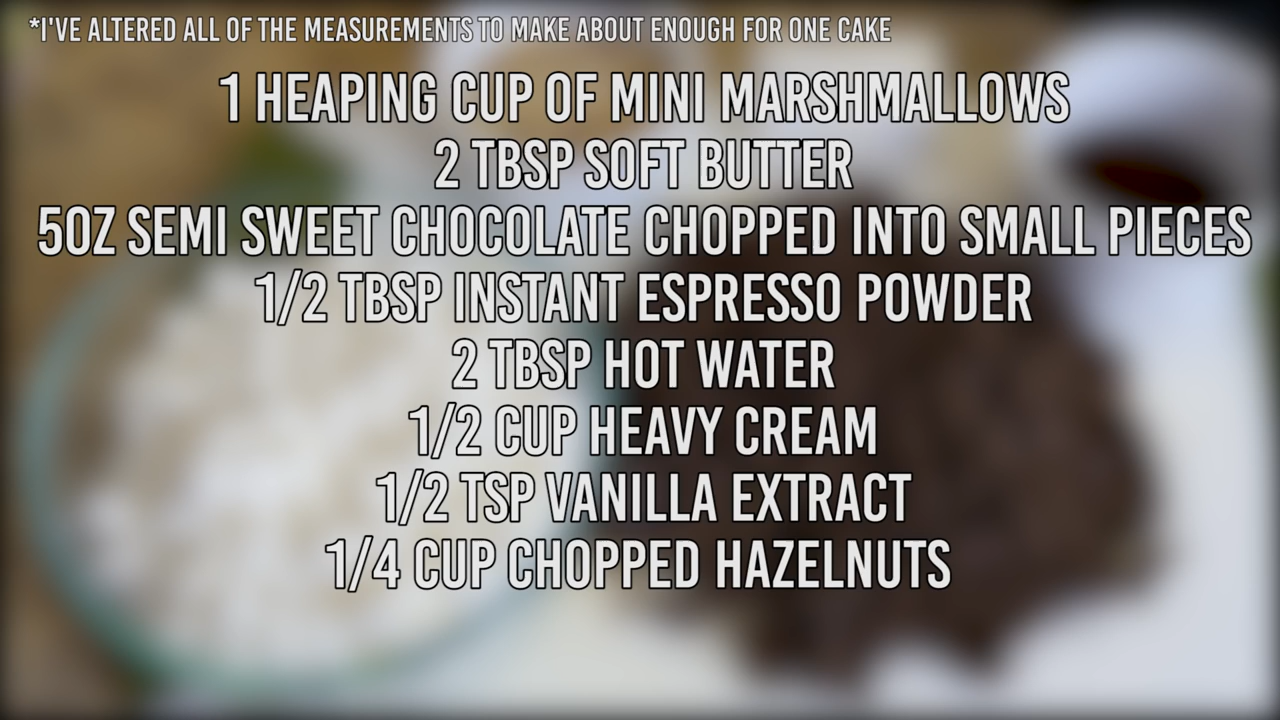 *I'VE ALTERED ALL OF THE MEASUREMENTS TO MAKE ABOUT ENOUGH FOR ONE CAKE
1 HEAPING CUP OF MINI MARSHMALLOWS
2 TBSP SOFT BUTTER
5OZ SEMI SWEET CHOCOLATE CHOPPED INTO SMALL PIECES
1/2 TBSP INSTANT ESPRESSO POWDER
2 TBSP HOT WATER
1/2 CUP HEAVY CREAM
1/2 TSP VANILLA EXTRACT
1/4 CUP CHOPPED HAZELNUTS